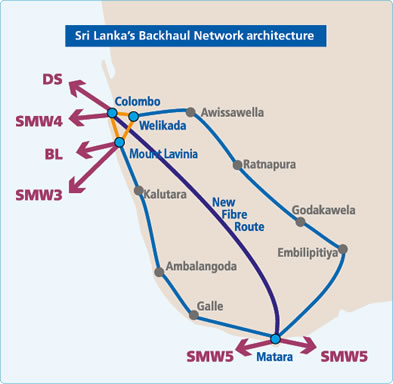 Sri Lanka's Backhaul Network architecture
DS
Colombo
SMW4
Welikada
Awissawella
BL
Mount Lavinia
Ratnapura
SMW3
Kalutara
New
Fibre
Route
Godakawela
Embilipitiya
Ambalangoda
Galle
SMW5
Matara
SMW5